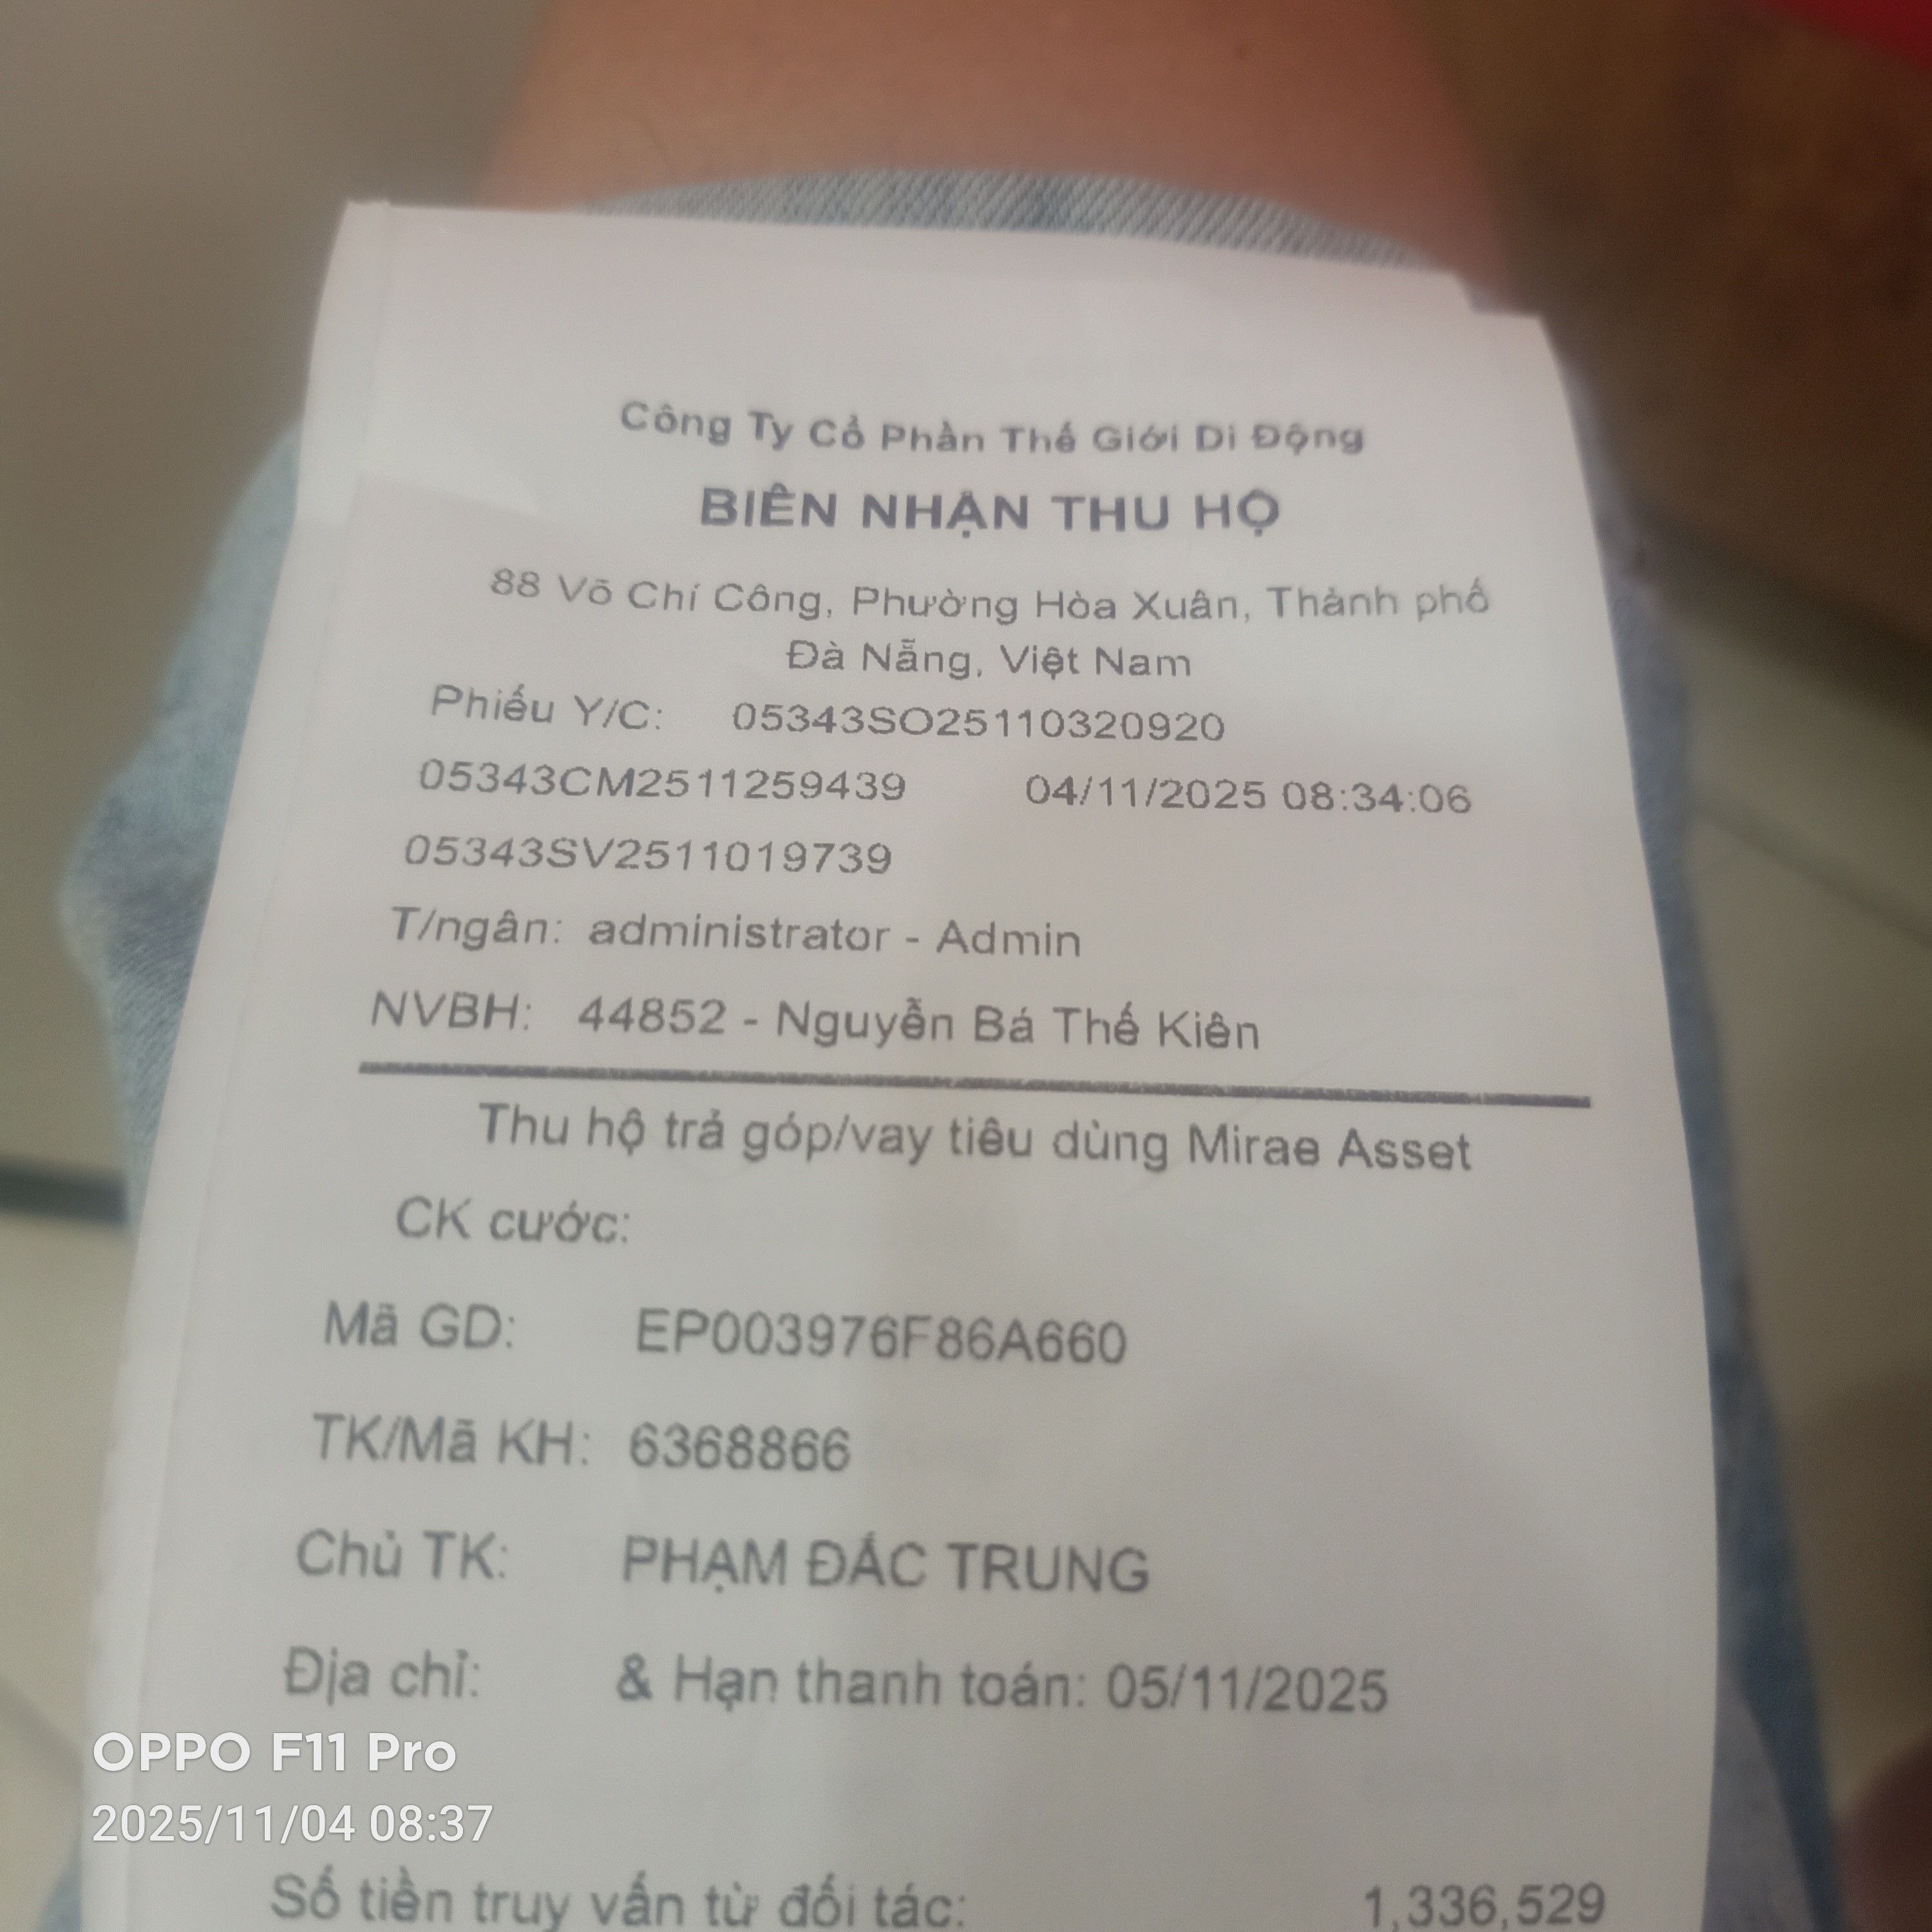 Công Ty Cổ Phần Thế Giới Di Động
BIÊN NHẬN THU HỘ
88 Võ Chí Công, Phường Hòa Xuân, Thành phố
Đà Nẵng, Việt Nam
Phiếu Y/C: 05343SO25110320920
05343CM2511259439 04/11/2025 08:34:06
05343SV2511019739
T/ngân: administrator - Admin
NVBH: 44852 - Nguyễn Bá Thế Kiên
Thu hộ trả góp/vay tiêu dùng Mirae Asset
CK cước:
Mã GD: EP003976F86A660
TK/Mã KH: 6368866
Chủ TK: PHẠM ĐẮC TRUNG
Địa chỉ: & Hạn thanh toán: 05/11/2025
Số tiền truy vấn từ đối tác: 1,336,529
OPPO F11 Pro
2025/11/04 08:37